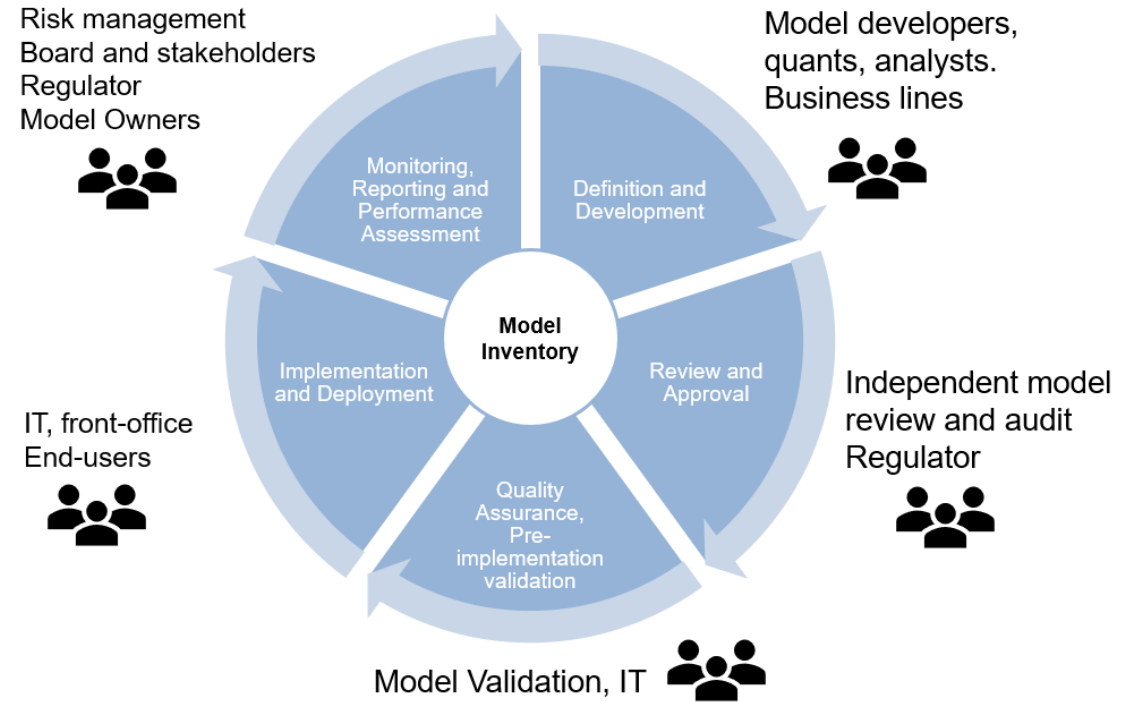 Risk management
Board and stakeholders
Regulator
Model Owners
Model developers,
quants, analysts.
Business lines
Monitoring,
Reporting and
Performance
Assessment
Definition and
Development
Model
Inventory
Implementation
and Deployment
Review and
Approval
Independent model
review and audit
Regulator
IT, front-office
End-users
Quality
Assurance,
Pre-
implementation
validation
Model Validation, IT